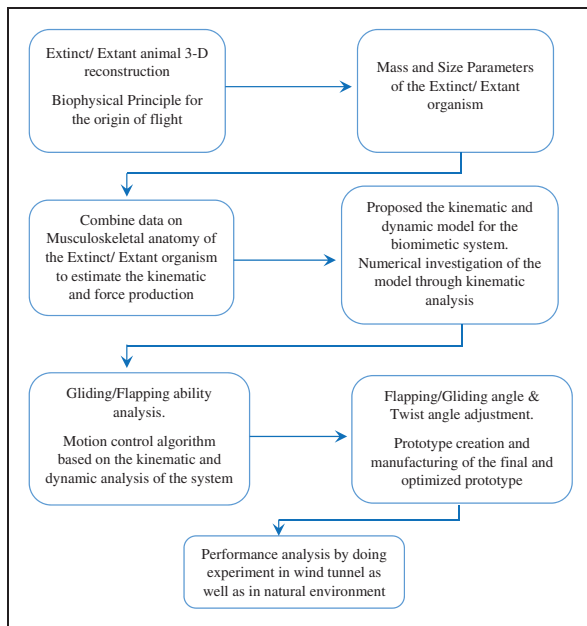 Extinct/ Extant animal 3-D
reconstruction
Biophysical Principle for
the origin of flight
Mass and Size Parameters
of the Extinct/ Extant
organism
Combine data on
Musculoskeletal anatomy of
the Extinct/ Extant organism
to estimate the kinematic
and force production
Proposed the kinematic and
dynamic model for the
biomimetic system.
Numerical investigation of the
model through kinematic
analysis
Gliding/Flapping ability
analysis.
Motion control algorithm
based on the kinematic and
dynamic analysis of the system
Flapping/Gliding angle &
Twist angle adjustment.
Prototype creation and
manufacturing of the final and
optimized prototype
Performance analysis by doing
experiment in wind tunnel as
well as in natural environment